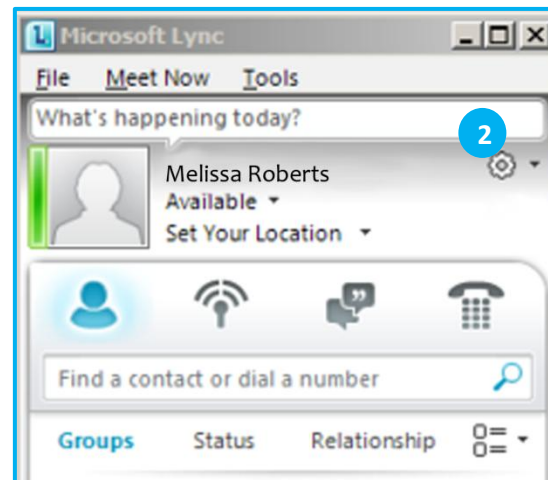 Microsoft Lync
File Meet Now Tools
What's happening today?
2
Melissa Roberts
Available
Set Your Location
Find a contact or dial a number
Groups Status Relationship